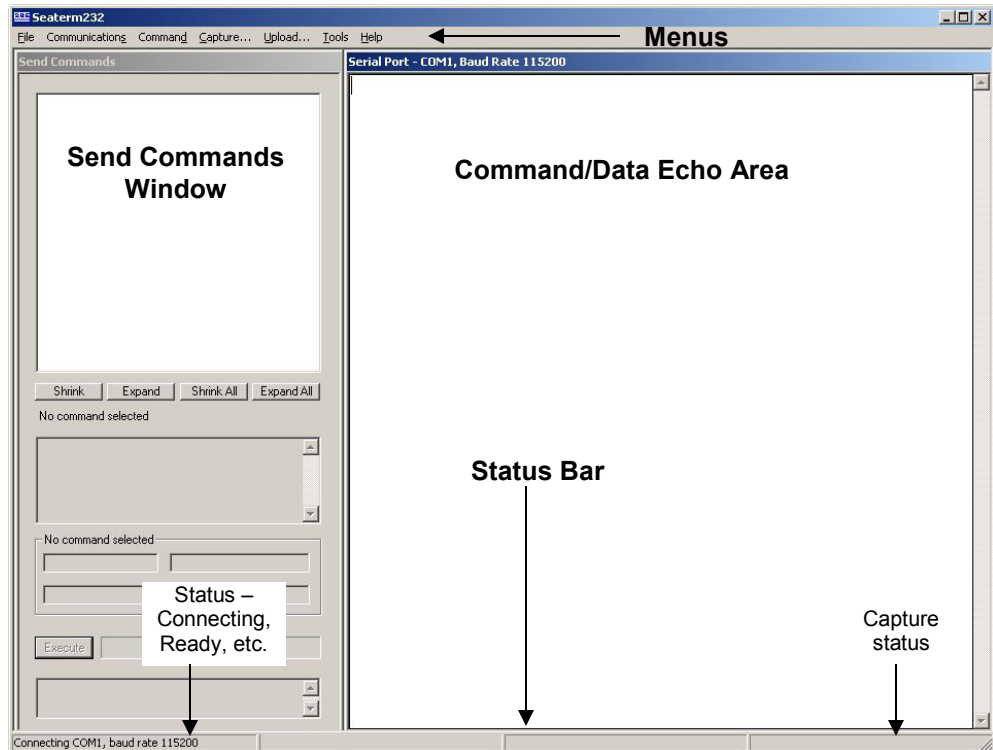 Seaterm232
File Communications Command Capture... Upload... Tools Help
Menus
Send Commands
Serial Port - COM1, Baud Rate 115200
Send Commands
Window
Command/Data Echo Area
Shrink Expand Shrink All Expand All
No command selected
Status Bar
No command selected
Status –
Connecting,
Ready, etc.
Capture
status
Execute
Connecting COM1, baud rate 115200